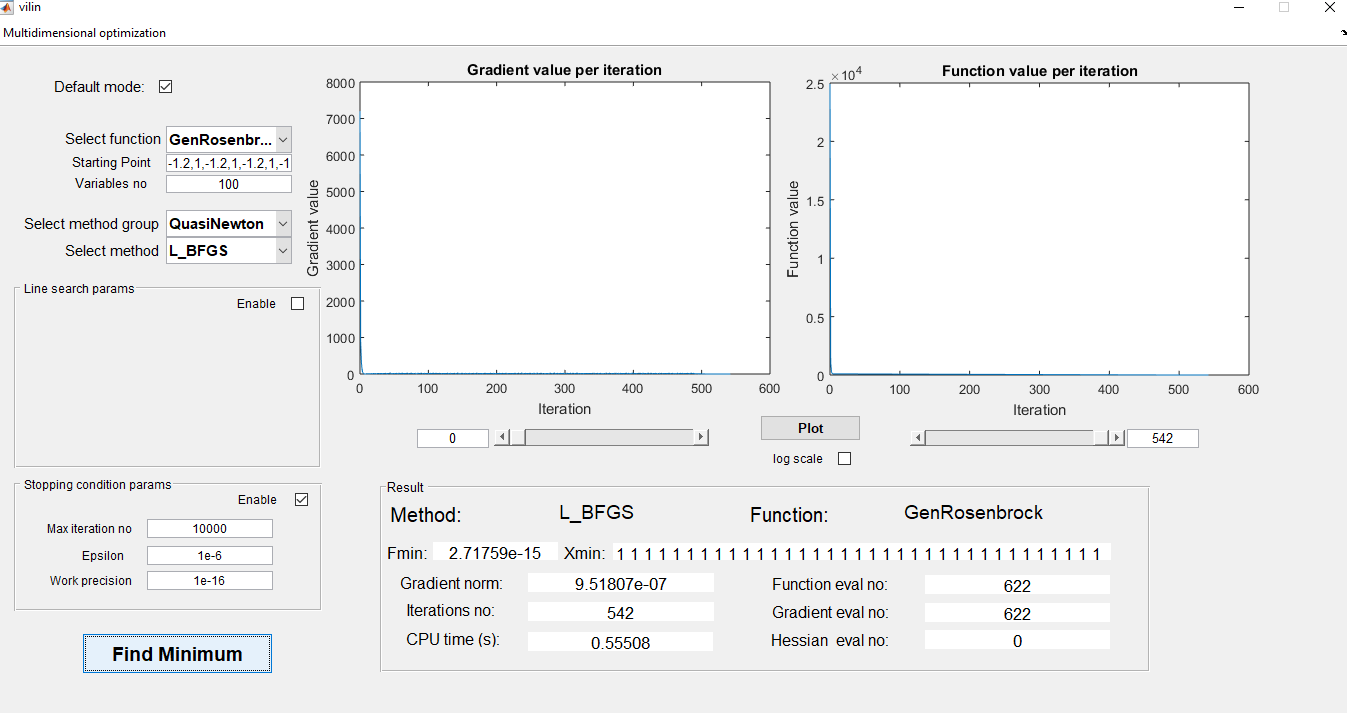 vilin
Multidimensional optimization
Default mode:
Select function GenRosenbr...
Starting Point -1.2,1,-1.2,1,-1.2,1,-1
Variables no 100
Select method group QuasiNewton
Select method L_BFGS
Line search params
Enable
Stopping condition params
Enable
Max iteration no 10000
Epsilon 1e-6
Work precision 1e-16
Find Minimum
Gradient value per iteration
Gradient value
8000
7000
6000
5000
4000
3000
2000
1000
0
0 100 200 300 400 500 600
Iteration
0
Function value per iteration
×10^4
Function value
2.5
2
1.5
1
0.5
0
0 100 200 300 400 500 600
Iteration
542
Plot
log scale
Result
Method: L_BFGS Function: GenRosenbrock
Fmin: 2.71759e-15 Xmin: 1 1 1 1 1 1 1 1 1 1 1 1 1 1 1 1 1 1 1 1 1 1 1 1 1 1 1 1 1 1 1 1 1 1 1
Gradient norm: 9.51807e-07 Function eval no: 622
Iterations no: 542 Gradient eval no: 622
CPU time (s): 0.55508 Hessian eval no: 0